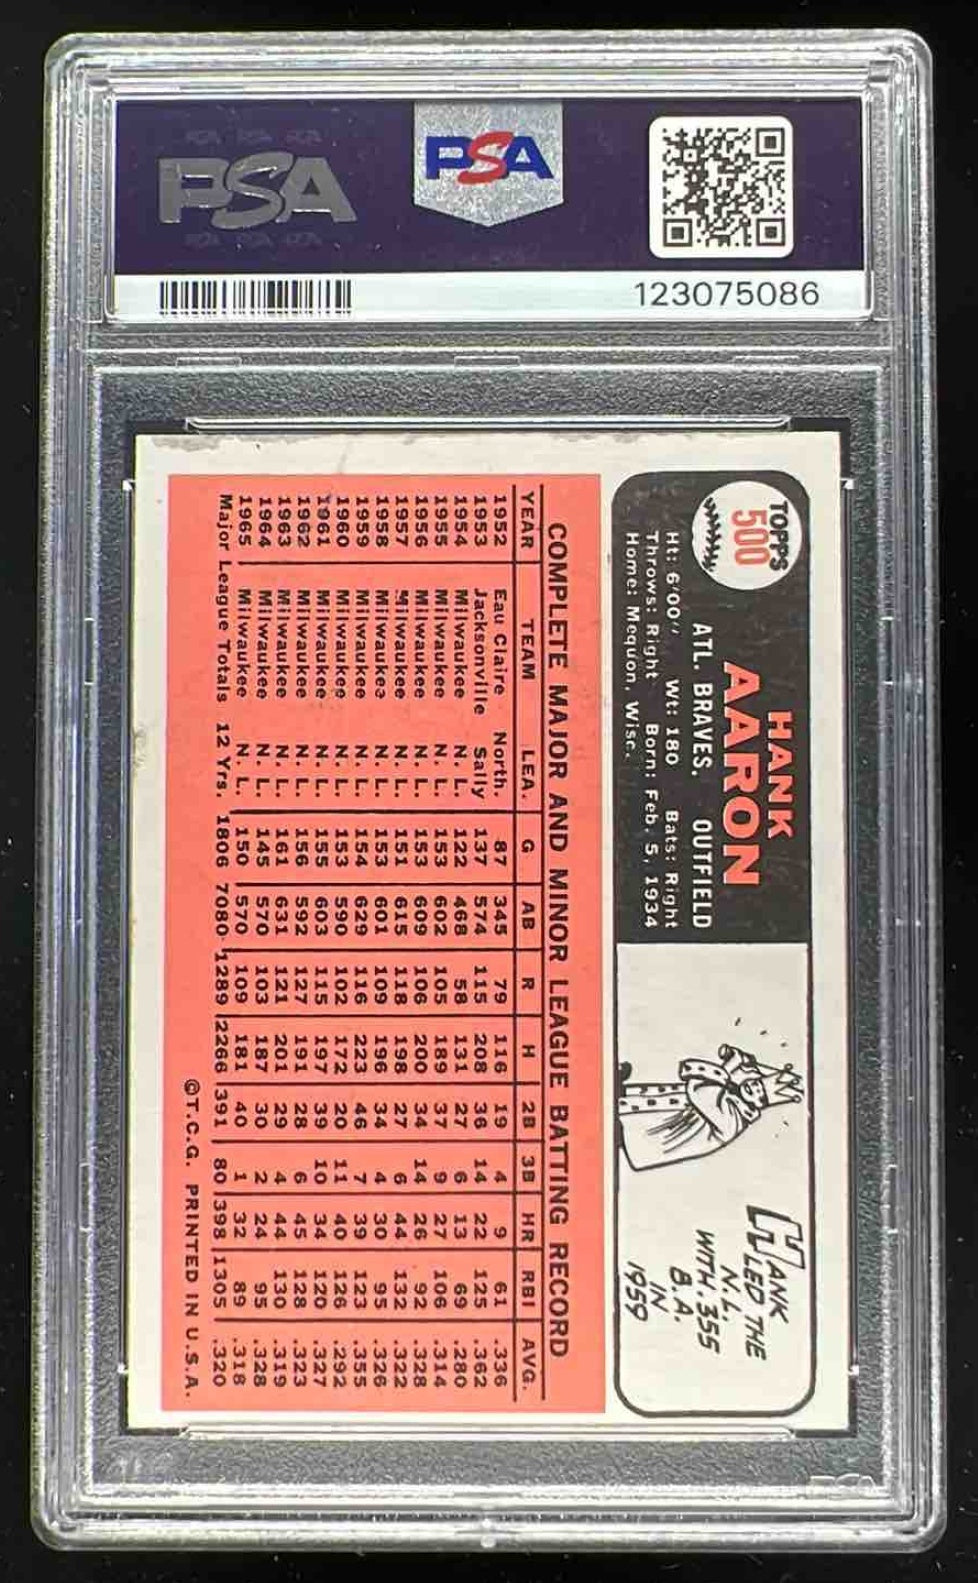 PSA
PSA
123075086
TOPPS
500
HANK
AARON
ATL. BRAVES. OUTFIELD
Ht: 6'00'' Wt: 180 Bats: Right
Throws: Right Born: Feb. 5, 1934
Home: Mequon, Wisc.
HANK
LED THE
N.L.
WITH .355
B.A.
IN
1959
COMPLETE MAJOR AND MINOR LEAGUE BATTING RECORD
YEAR TEAM LEA. G AB R H 2B 3B HR RBI AVG.
1952 Eau Claire North. 87 345 79 116 19 4 9 61 .336
1953 Jacksonville Sally 137 574 115 208 36 14 22 125 .362
1954 Milwaukee N. L. 122 468 58 131 27 6 13 69 .280
1955 Milwaukee N. L. 153 602 105 189 37 9 27 106 .314
1956 Milwaukee N. L. 153 609 106 200 34 14 26 92 .328
1957 Milwaukee N. L. 151 615 118 198 27 6 44 132 .322
1958 Milwaukee N. L. 153 601 109 196 34 4 30 95 .326
1959 Milwaukee N. L. 154 629 116 223 46 7 39 123 .355
1960 Milwaukee N. L. 153 590 102 172 20 11 40 126 .292
1961 Milwaukee N. L. 155 603 115 197 39 10 34 120 .327
1962 Milwaukee N. L. 156 592 127 191 28 6 45 128 .323
1963 Milwaukee N. L. 161 631 121 201 29 4 44 130 .319
1964 Milwaukee N. L. 145 570 103 187 30 2 24 95 .328
1965 Milwaukee N. L. 150 570 109 181 40 1 32 89 .318
Major League Totals 12 Yrs. 1806 7080 1289 2266 391 80 398 1305 .320
©T.C.G. PRINTED IN U.S.A.
PSA